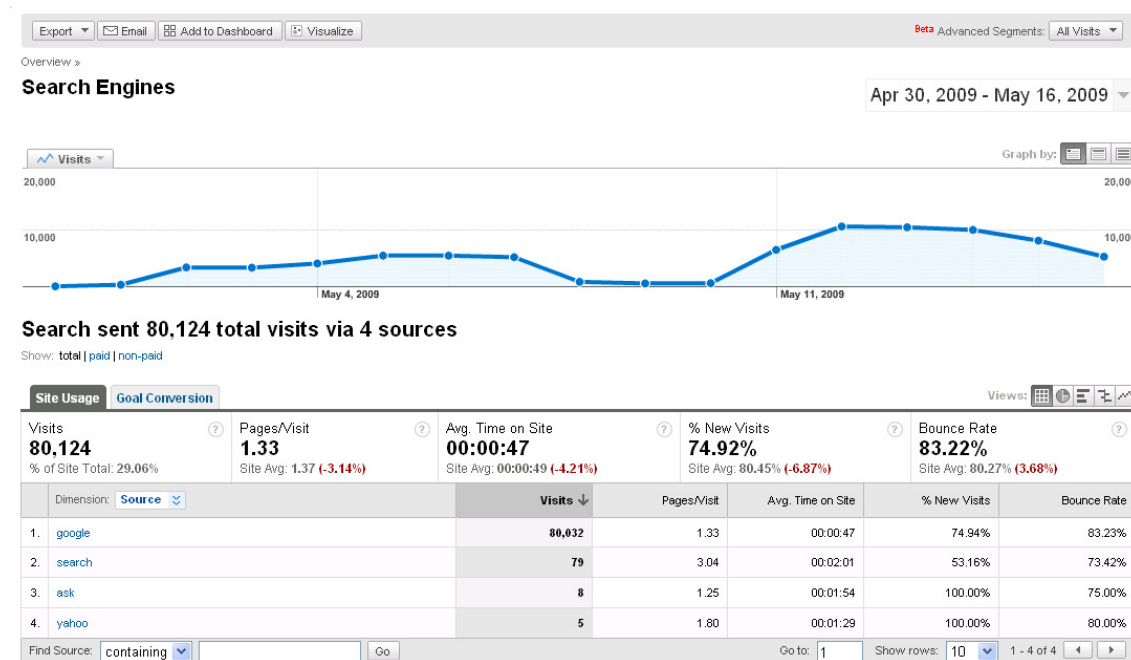 Export Email Add to Dashboard Visualize Beta Advanced Segments: All Visits
Overview »
Search Engines
Apr 30, 2009 - May 16, 2009
Visits Graph by:
20,000 20,00
10,000 10,00
May 4, 2009 May 11, 2009
Search sent 80,124 total visits via 4 sources
Show: total | paid | non-paid
Site Usage Goal Conversion Views:
Visits ? Pages/Visit ? Avg. Time on Site ? % New Visits ? Bounce Rate ?
80,124 1.33 00:00:47 74.92% 83.22%
% of Site Total: 29.06% Site Avg: 1.37 (-3.14%) Site Avg: 00:00:49 (-4.21%) Site Avg: 80.45% (-6.87%) Site Avg: 80.27% (3.68%)
Dimension: Source Visits Pages/Visit Avg. Time on Site % New Visits Bounce Rate
1. google 80,032 1.33 00:00:47 74.94% 83.23%
2. search 79 3.04 00:02:01 53.16% 73.42%
3. ask 8 1.25 00:01:54 100.00% 75.00%
4. yahoo 5 1.80 00:01:29 100.00% 80.00%
Find Source: containing Go Go to: 1 Show rows: 10 1 - 4 of 4